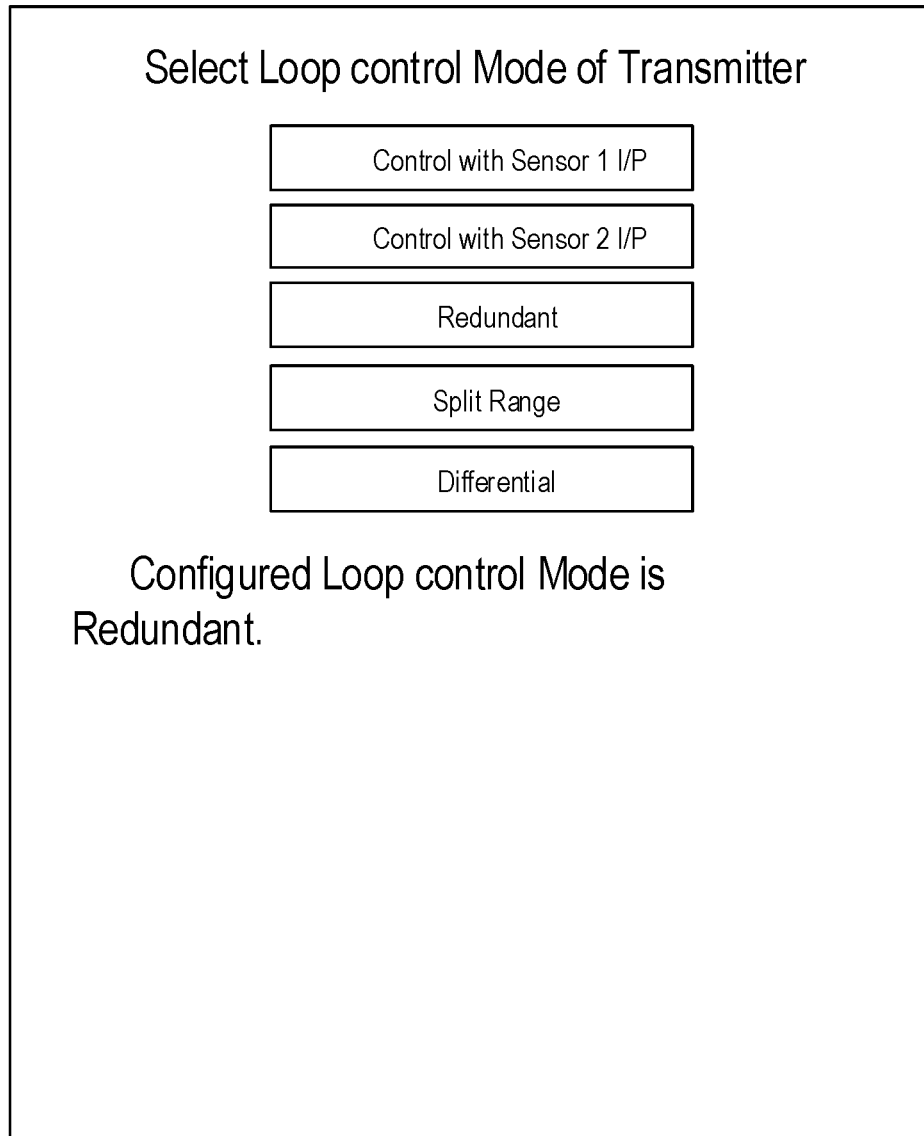 Select Loop control Mode of Transmitter
Control with Sensor 1 I/P
Control with Sensor 2 I/P
Redundant
Split Range
Differential
Configured Loop control Mode is
Redundant.